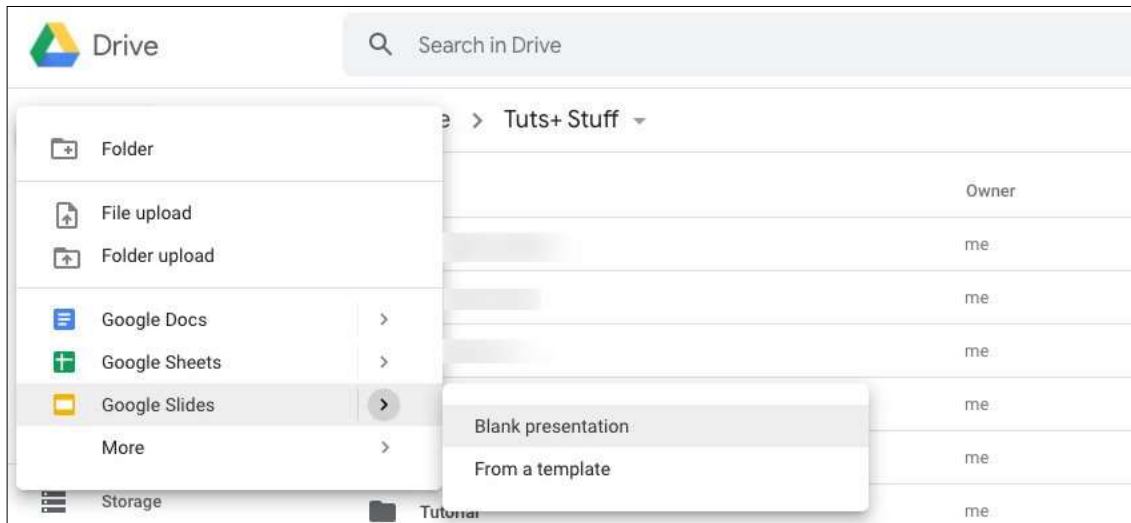 Drive
Search in Drive
e > Tuts+ Stuff
Folder
Owner
File upload
me
Folder upload
me
Google Docs
me
Google Sheets
Google Slides
me
Blank presentation
More
me
From a template
Storage
Tutorial
me